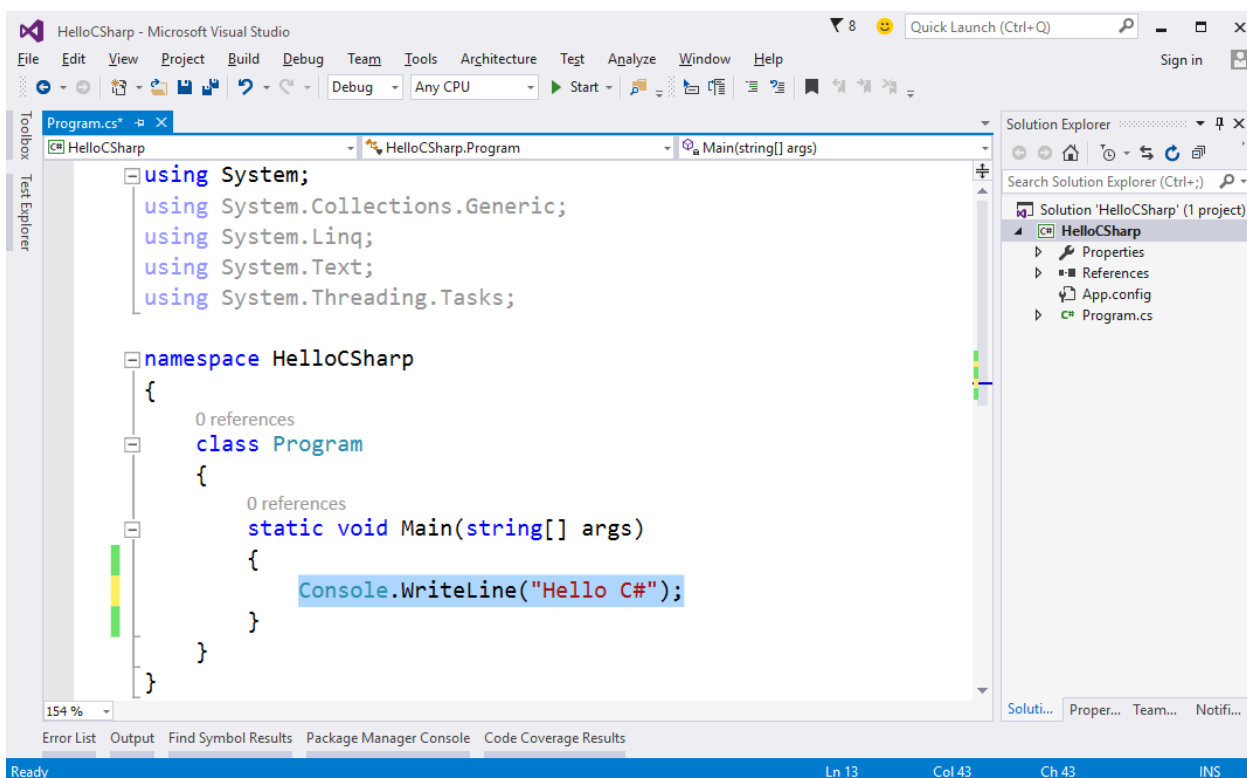 HelloCSharp - Microsoft Visual Studio
8
Quick Launch (Ctrl+Q)
File Edit View Project Build Debug Team Tools Architecture Test Analyze Window Help
Sign in
Debug
Any CPU
Start
Toolbox
Test Explorer
Program.cs*
C# HelloCSharp
HelloCSharp.Program
Main(string[] args)
using System;
using System.Collections.Generic;
using System.Linq;
using System.Text;
using System.Threading.Tasks;
namespace HelloCSharp
{
0 references
class Program
{
0 references
static void Main(string[] args)
{
Console.WriteLine("Hello C#");
}
}
}
154 %
Solution Explorer
Search Solution Explorer (Ctrl+;)
Solution 'HelloCSharp' (1 project)
C# HelloCSharp
Properties
References
App.config
C# Program.cs
Soluti... Proper... Team... Notifi...
Error List Output Find Symbol Results Package Manager Console Code Coverage Results
Ready Ln 13 Col 43 Ch 43 INS